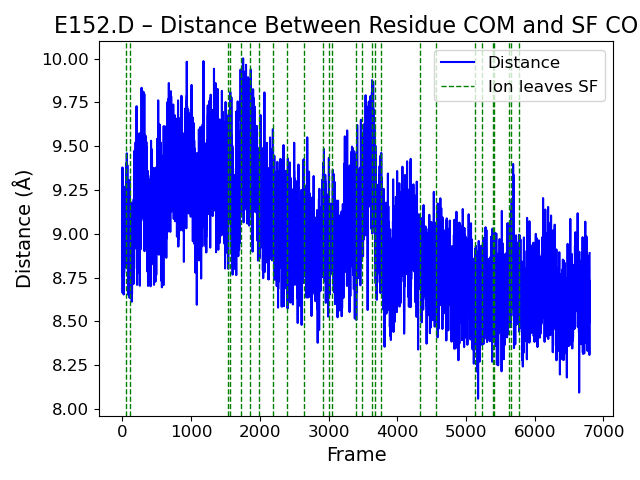 E152.D – Distance Between Residue COM and SF CO
Distance
Ion leaves SF
10.00
9.75
9.50
9.25
9.00
8.75
8.50
8.25
8.00
Distance (Å)
0 1000 2000 3000 4000 5000 6000 7000
Frame